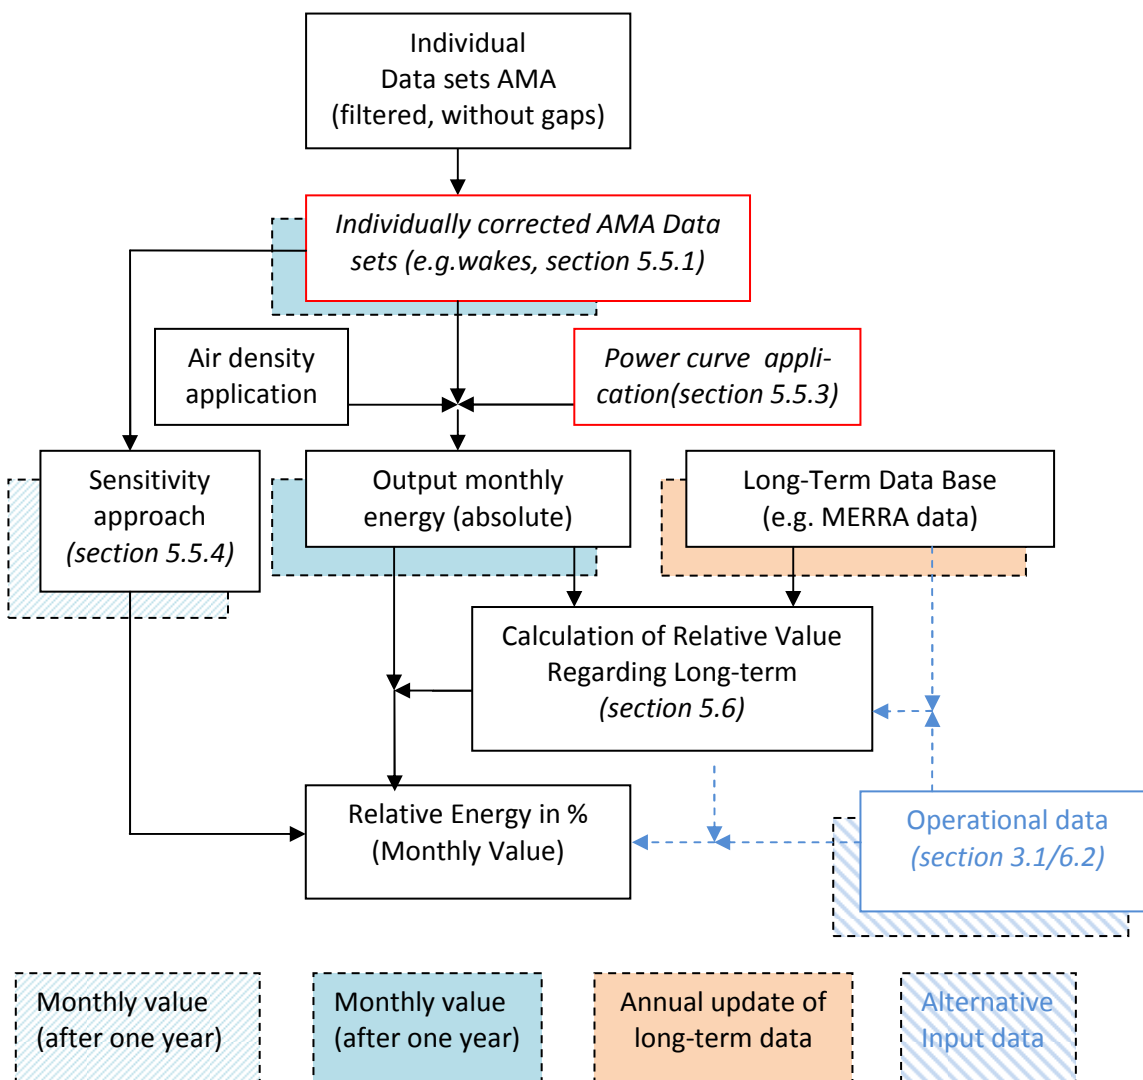 Individual
Data sets AMA
(filtered, without gaps)
Individually corrected AMA Data
sets (e.g.wakes, section 5.5.1)
Air density
application
Power curve appli-
cation(section 5.5.3)
Sensitivity
approach
(section 5.5.4)
Output monthly
energy (absolute)
Long-Term Data Base
(e.g. MERRA data)
Calculation of Relative Value
Regarding Long-term
(section 5.6)
Relative Energy in %
(Monthly Value)
Operational data
(section 3.1/6.2)
Monthly value
(after one year)
Monthly value
(after one year)
Annual update of
long-term data
Alternative
Input data